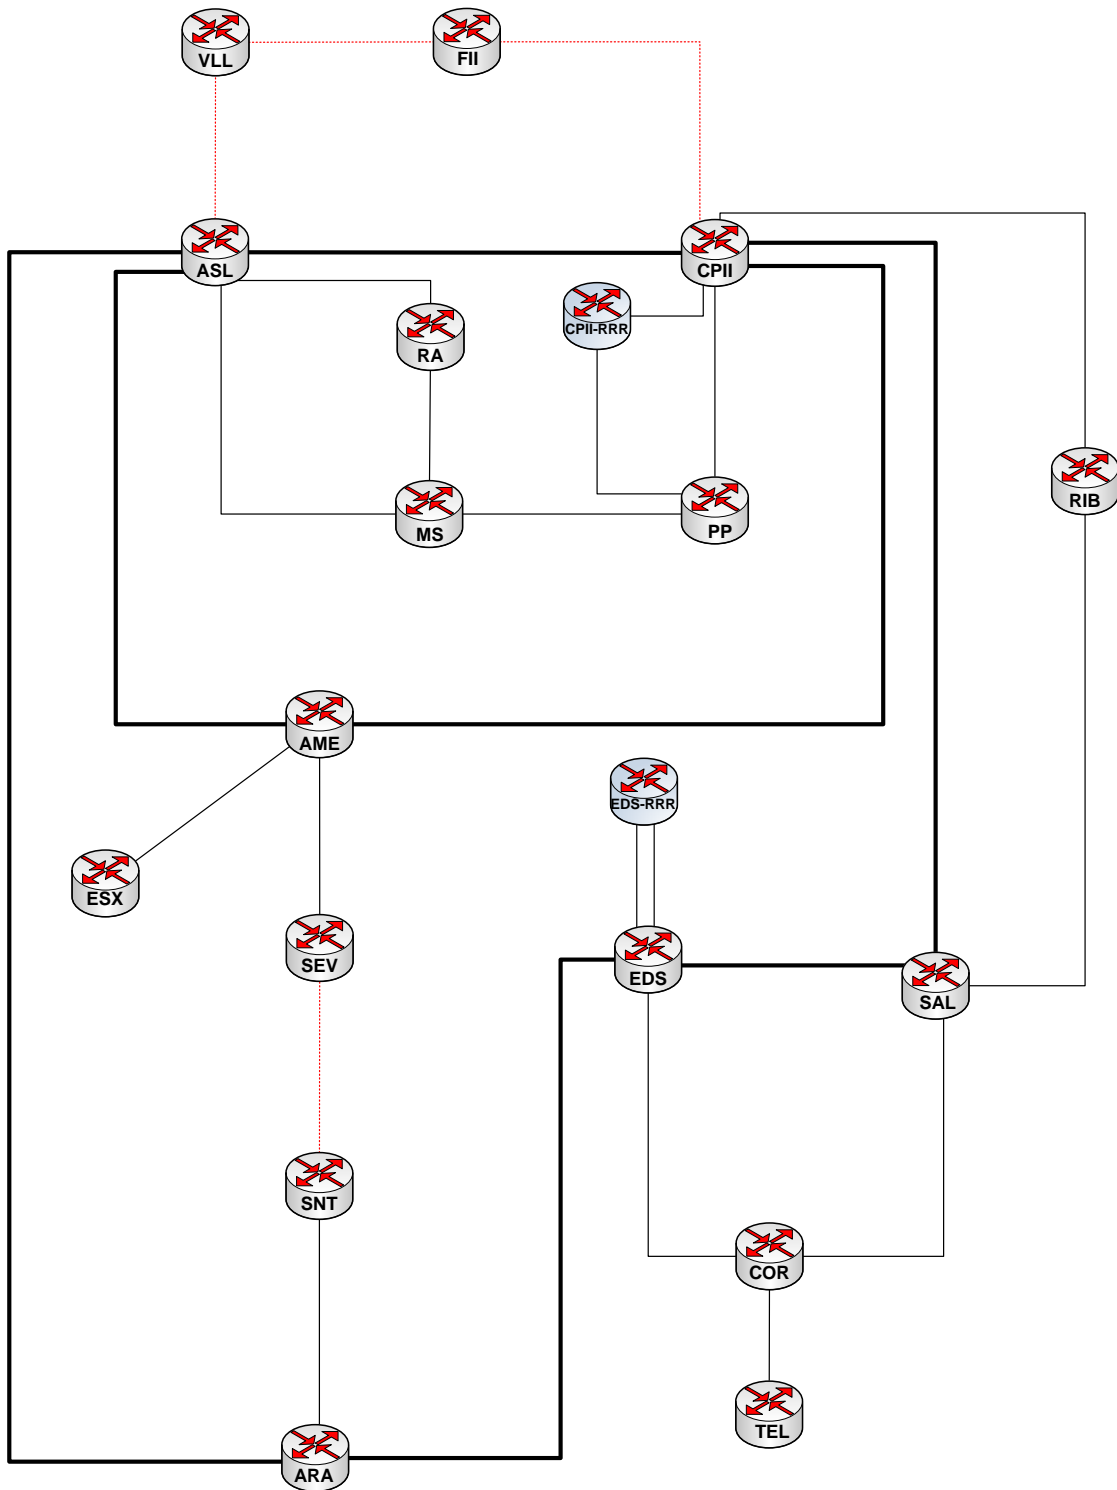 VLL
FII
ASL
CPII
CPII-RRR
RA
RIB
MS
PP
AME
EDS-RRR
ESX
SEV
EDS
SAL
SNT
COR
TEL
ARA